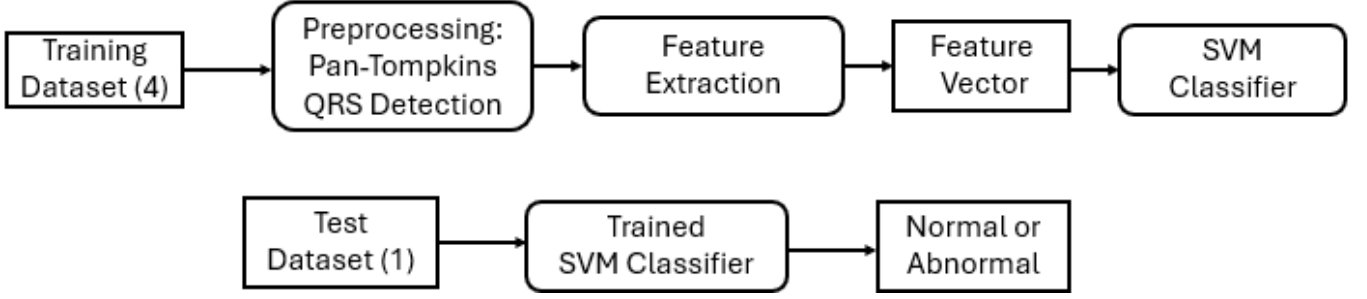 Training
Dataset (4)
Preprocessing:
Pan-Tompkins
QRS Detection
Feature
Extraction
Feature
Vector
SVM
Classifier
Test
Dataset (1)
Trained
SVM Classifier
Normal or
Abnormal